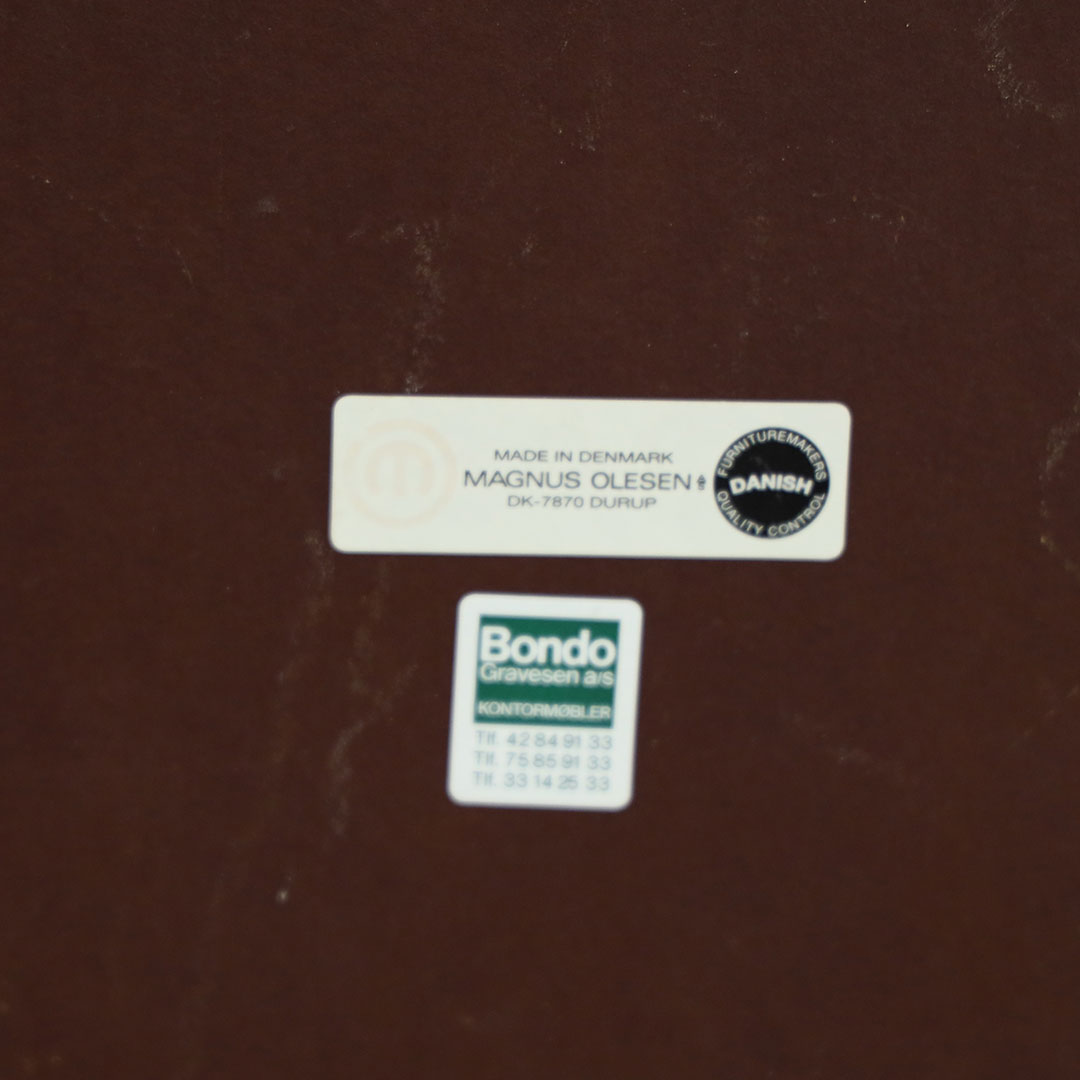 MADE IN DENMARK
MAGNUS OLESEN
DK-7870 DURUP
FURNITUREMAKERS
DANISH
QUALITY CONTROL
Bondo
Gravesen a/s
KONTORMØBLER
Tlf. 42 84 91 33
Tlf. 75 85 91 33
Tlf. 33 14 25 33